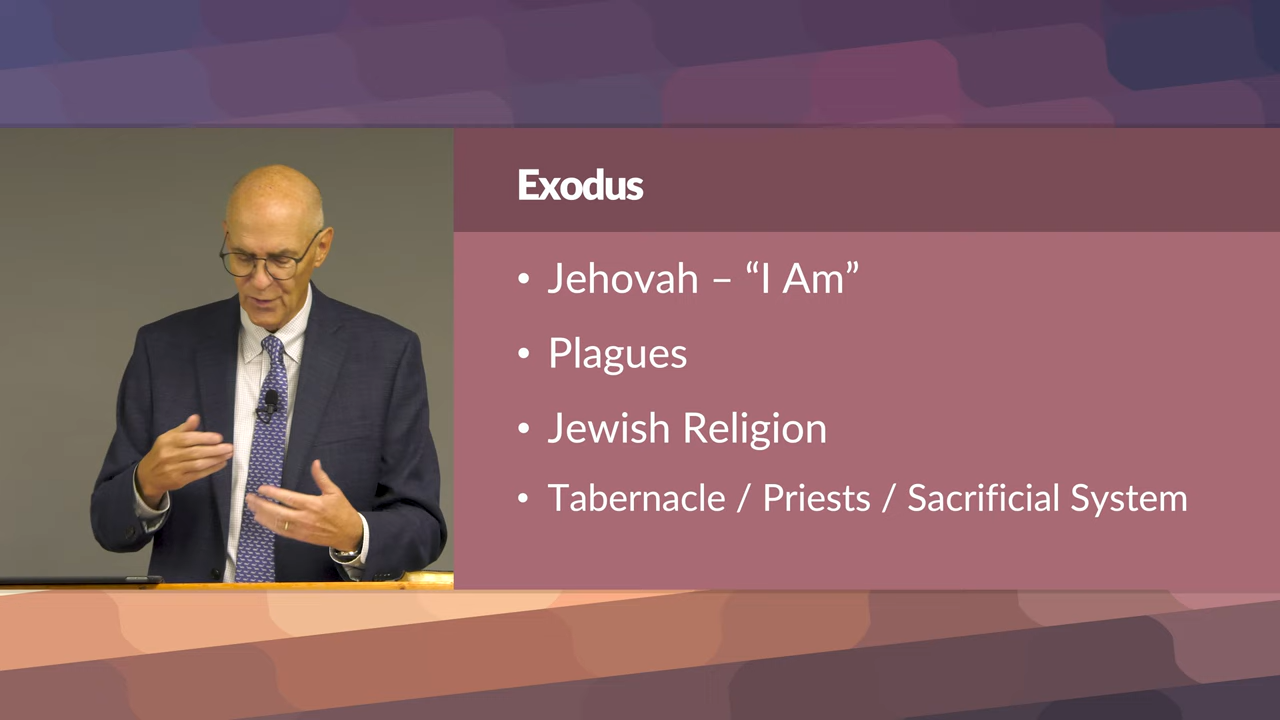 Exodus
• Jehovah – “I Am”
• Plagues
• Jewish Religion
• Tabernacle / Priests / Sacrificial System